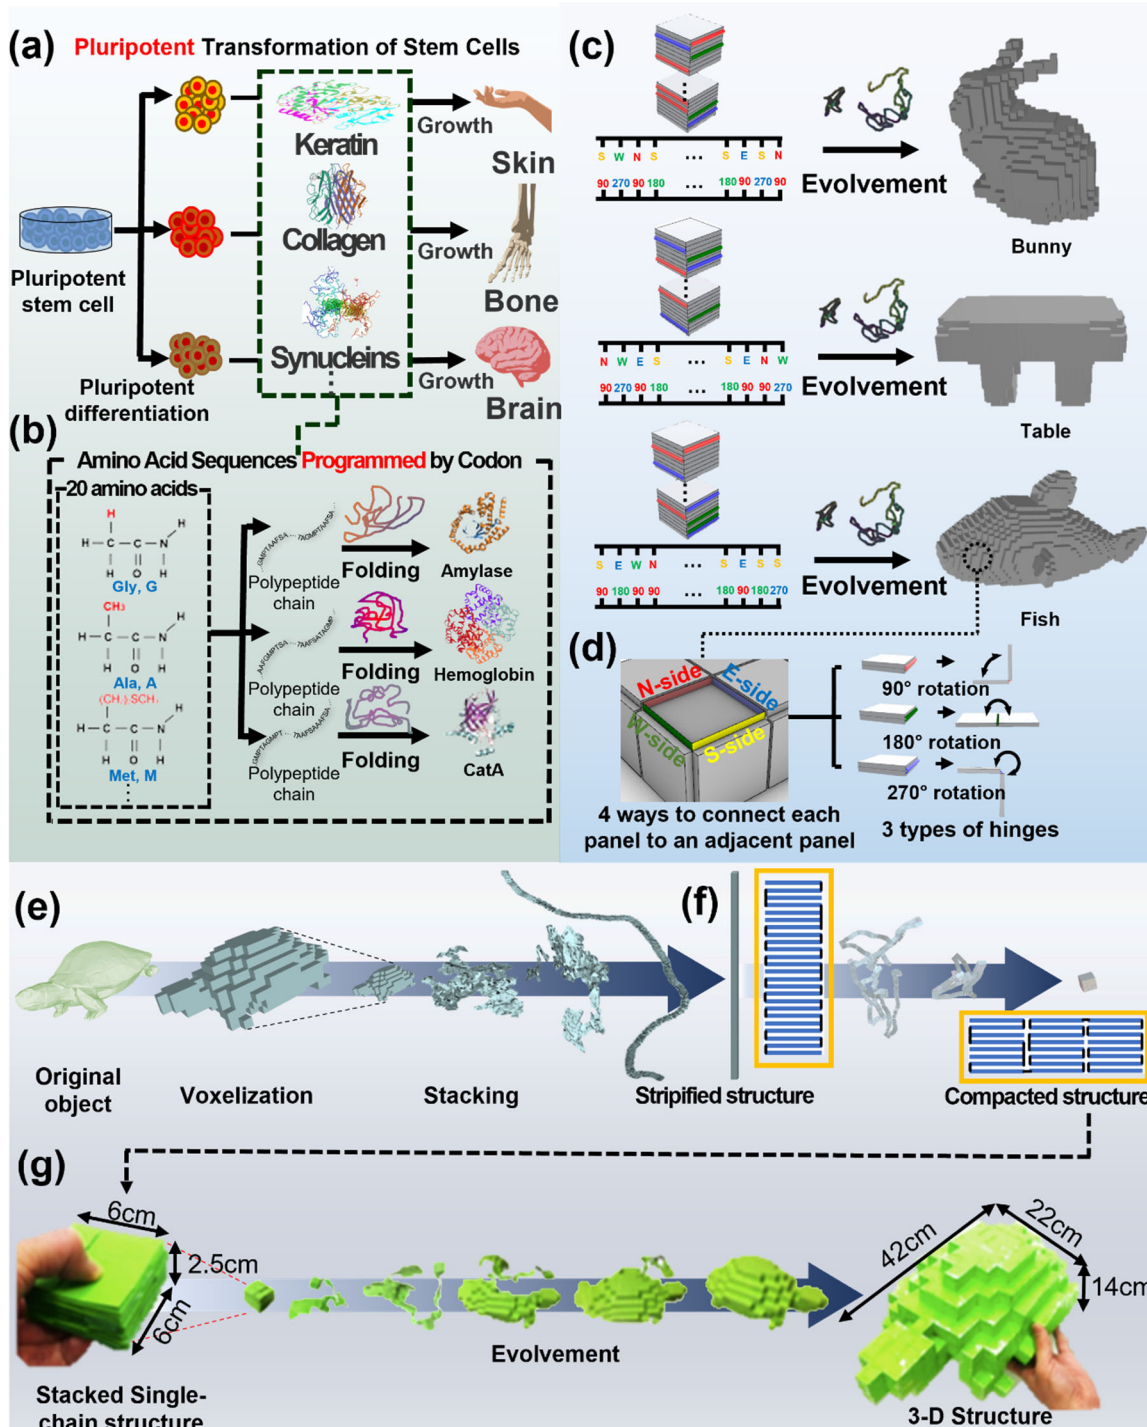 (a)
Pluripotent Transformation of Stem Cells
Keratin
Growth
Skin
Collagen
Growth
Bone
Synucleins
Growth
Brain
Pluripotent
stem cell
Pluripotent
differentiation
(b)
Amino Acid Sequences Programmed by Codon
20 amino acids
H
H C C N H
H O H
Gly, G
CH₃
H C C N H
H O H
Ala, A
H C C N H
H O H
Met, M
Polypeptide
chain
Folding
Amylase
Polypeptide
chain
Folding
Hemoglobin
Polypeptide
chain
Folding
CatA
(c)
S W N S ... S E S N
90 270 90 180 ... 180 90 270 90
Evolvement
Bunny
N W E S ... S E N W
90 270 90 180 ... 180 90 90 270
Evolvement
Table
S E W N ... S E S S
90 180 90 90 ... 180 90 180 270
Evolvement
Fish
(d)
N-side
E-side
W-side
S-side
4 ways to connect each
panel to an adjacent panel
90° rotation
180° rotation
270° rotation
3 types of hinges
(e)
Original
object
Voxelization
Stacking
Stripified structure
(f)
Compacted structure
(g)
6cm
2.5cm
6cm
Stacked Single-
chain structure
Evolvement
42cm
22cm
14cm
3-D Structure